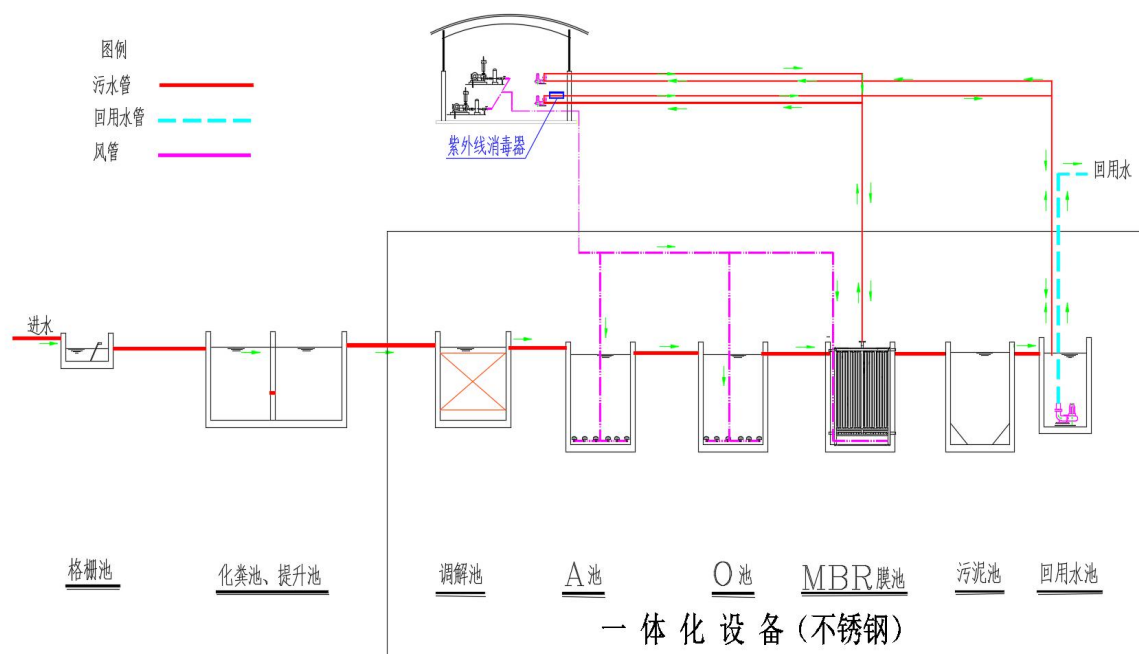 图例
污水管
回用水管
风管
紫外线消毒器
回用水
进水
格栅池
化粪池、提升池
调解池
A池
O池
MBR膜池
污泥池
回用水池
一体化设备(不锈钢)